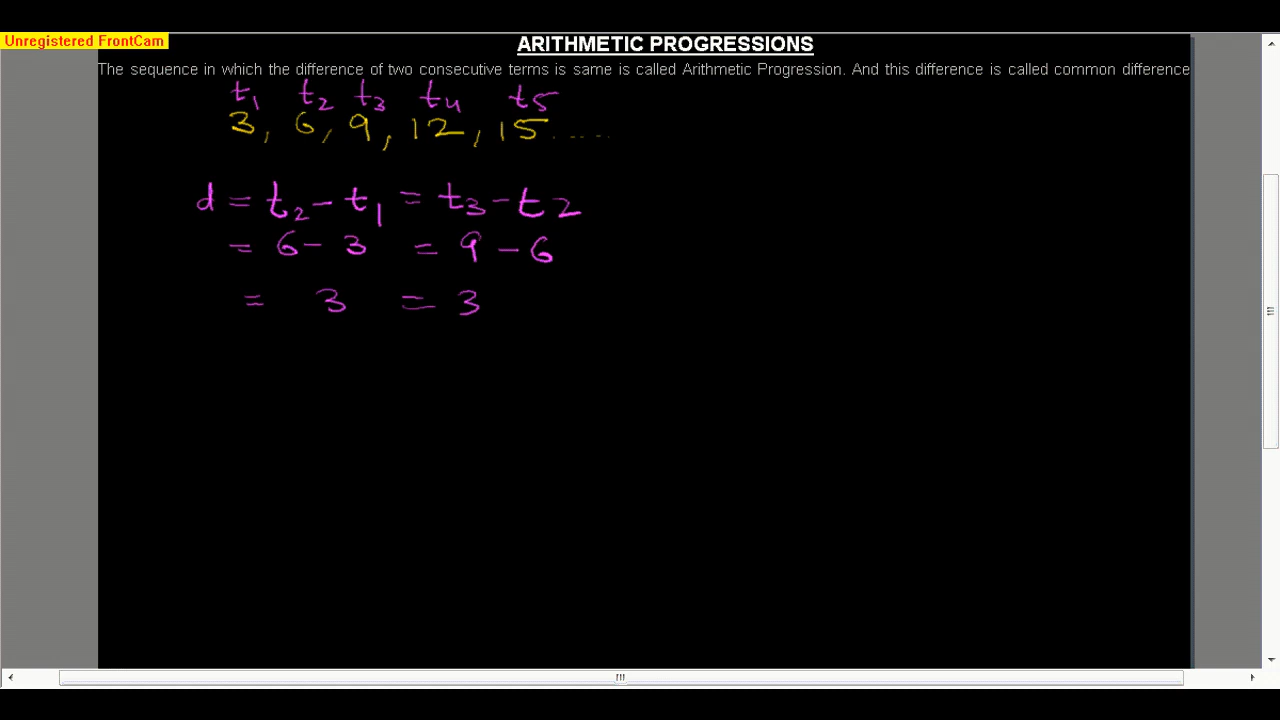 Unregistered FrontCam
ARITHMETIC PROGRESSIONS
The sequence in which the difference of two consecutive terms is same is called Arithmetic Progression. And this difference is called common difference
t₁ t₂ t₃ t₄ t5
3, 6, 9, 12, 15 ......
d = t₂ - t₁ = t₃ - t₂
= 6 - 3 = 9 - 6
= 3 = 3